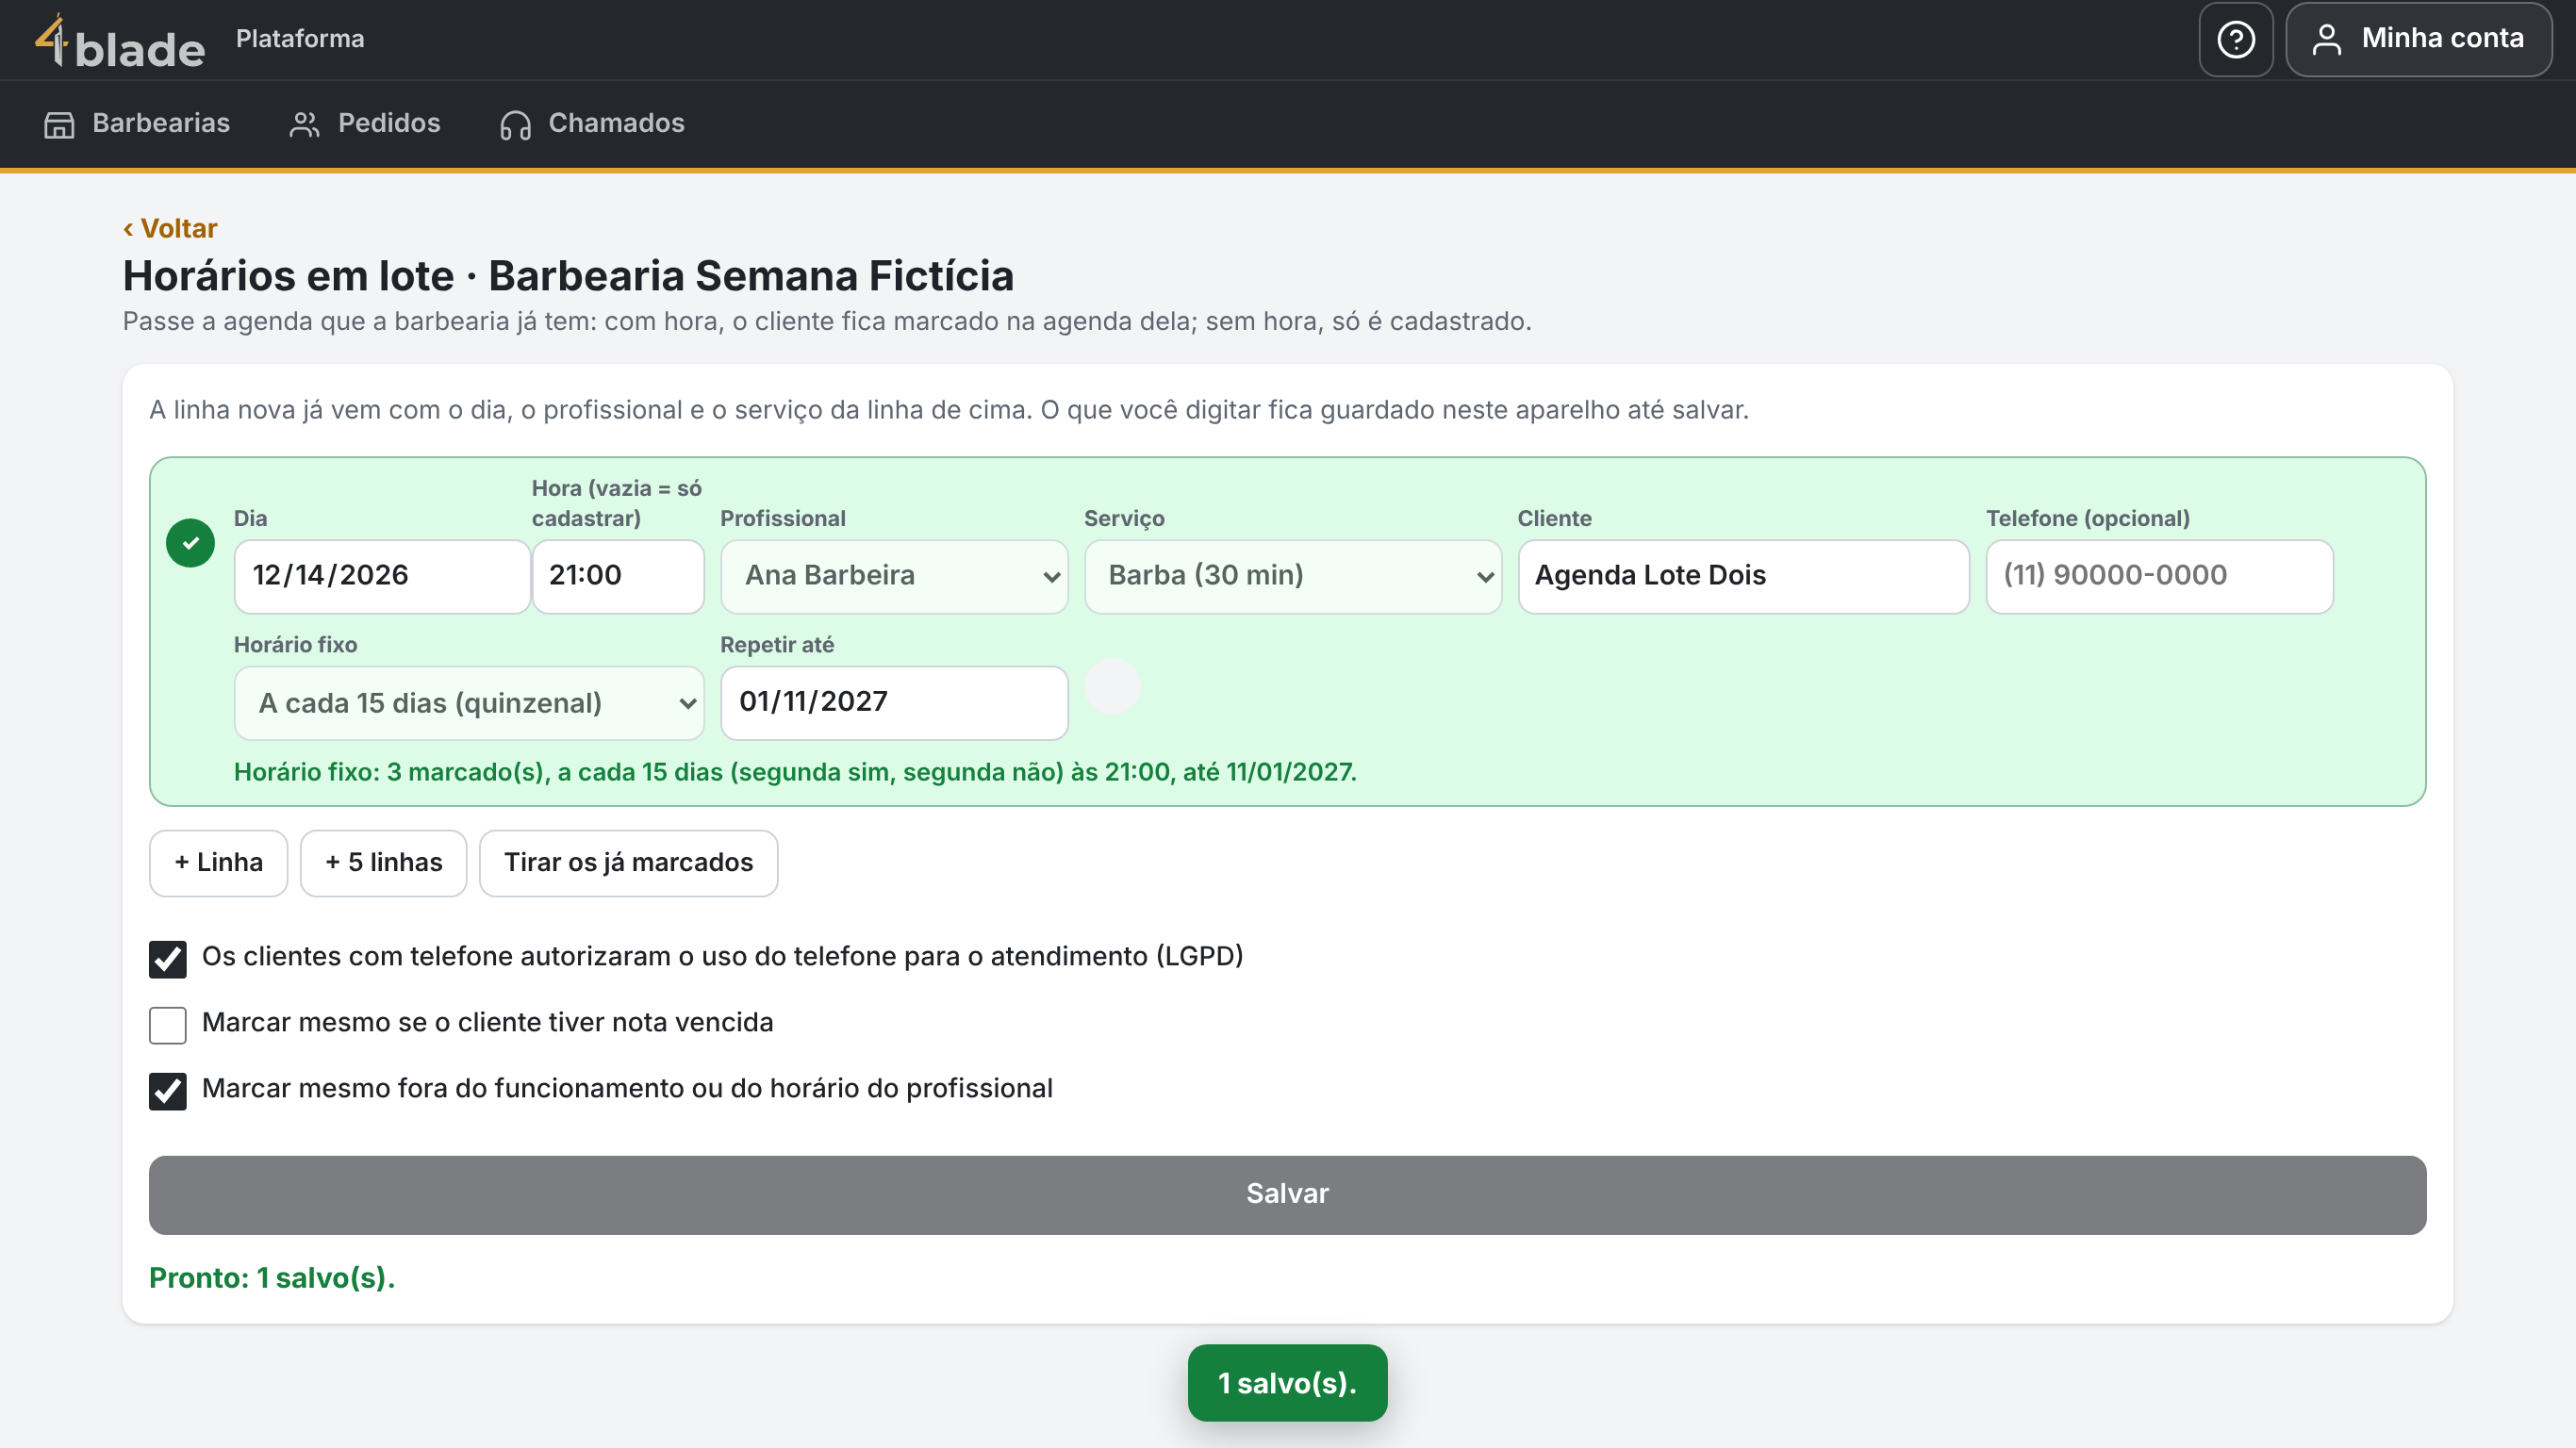 4blade
Plataforma
Minha conta
Barbearias
Pedidos
Chamados
‹ Voltar
Horários em lote · Barbearia Semana Fictícia
Passe a agenda que a barbearia já tem: com hora, o cliente fica marcado na agenda dela; sem hora, só é cadastrado.
A linha nova já vem com o dia, o profissional e o serviço da linha de cima. O que você digitar fica guardado neste aparelho até salvar.
Dia
Hora (vazia = só
cadastrar)
Profissional
Serviço
Cliente
Telefone (opcional)
12/14/2026
21:00
Ana Barbeira
Barba (30 min)
Agenda Lote Dois
(11) 90000-0000
Horário fixo
Repetir até
A cada 15 dias (quinzenal)
01/11/2027
Horário fixo: 3 marcado(s), a cada 15 dias (segunda sim, segunda não) às 21:00, até 11/01/2027.
+ Linha
+ 5 linhas
Tirar os já marcados
Os clientes com telefone autorizaram o uso do telefone para o atendimento (LGPD)
Marcar mesmo se o cliente tiver nota vencida
Marcar mesmo fora do funcionamento ou do horário do profissional
Salvar
Pronto: 1 salvo(s).
1 salvo(s).